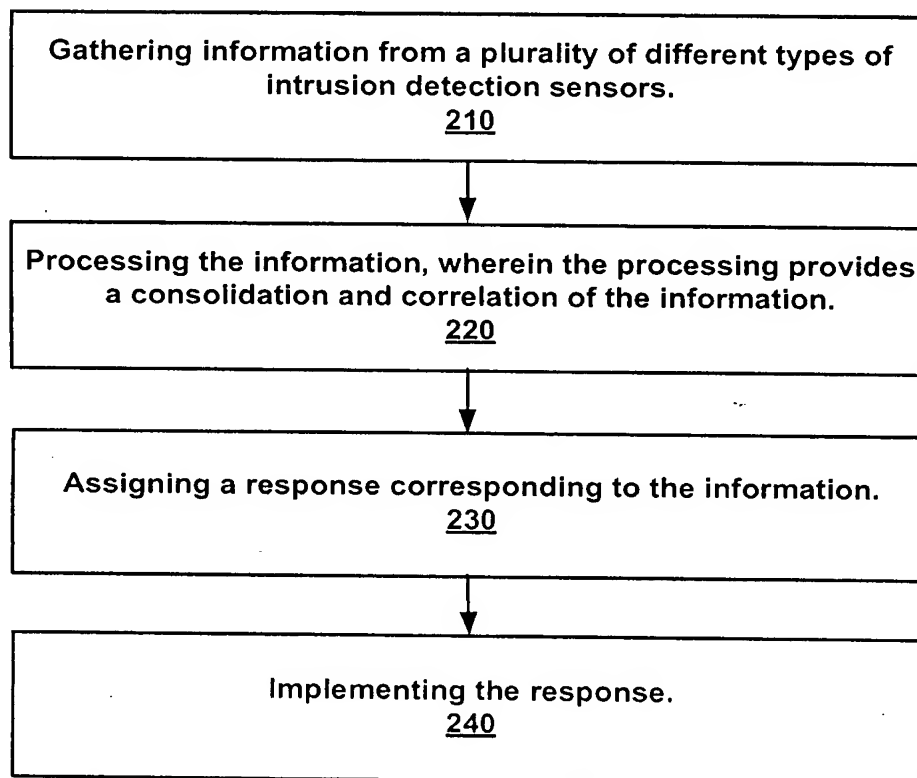 Gathering information from a plurality of different types of
intrusion detection sensors.
210
Processing the information, wherein the processing provides
a consolidation and correlation of the information.
220
Assigning a response corresponding to the information.
230
Implementing the response.
240